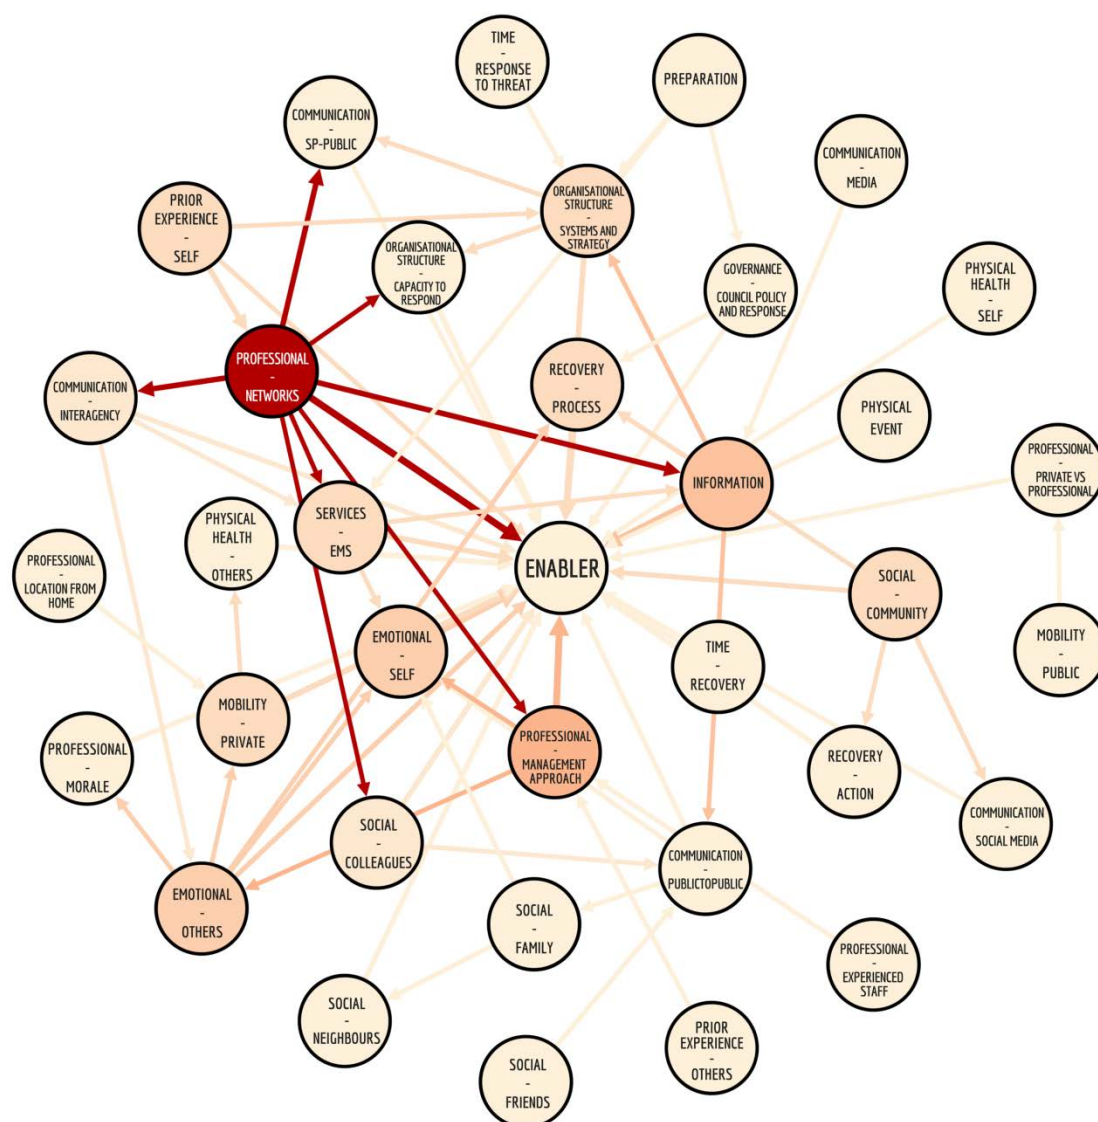 TIME
-
RESPONSE
TO THREAT
PREPARATION
COMMUNICATION
-
SP-PUBLIC
COMMUNICATION
-
MEDIA
PRIOR
EXPERIENCE
-
SELF
ORGANISATIONAL
STRUCTURE
-
SYSTEMS AND
STRATEGY
ORGANISATIONAL
STRUCTURE
-
CAPACITY TO
RESPOND
GOVERNANCE
-
COUNCIL POLICY
AND RESPONSE
PHYSICAL
HEALTH
-
SELF
PROFESSIONAL
-
NETWORKS
COMMUNICATION
-
INTERAGENCY
RECOVERY
-
PROCESS
PHYSICAL
EVENT
PROFESSIONAL
-
PRIVATE VS
PROFESSIONAL
INFORMATION
SERVICES
-
EMS
PHYSICAL
HEALTH
-
OTHERS
ENABLER
PROFESSIONAL
-
LOCATION FROM
HOME
SOCIAL
-
COMMUNITY
EMOTIONAL
-
SELF
TIME
-
RECOVERY
MOBILITY
-
PUBLIC
MOBILITY
-
PRIVATE
PROFESSIONAL
-
MORALE
PROFESSIONAL
-
MANAGEMENT
APPROACH
RECOVERY
-
ACTION
COMMUNICATION
-
SOCIAL MEDIA
SOCIAL
-
COLLEAGUES
COMMUNICATION
-
PUBLICTOPUBLIC
EMOTIONAL
-
OTHERS
SOCIAL
-
FAMILY
PROFESSIONAL
-
EXPERIENCED
STAFF
SOCIAL
-
NEIGHBOURS
PRIOR
EXPERIENCE
-
OTHERS
SOCIAL
-
FRIENDS